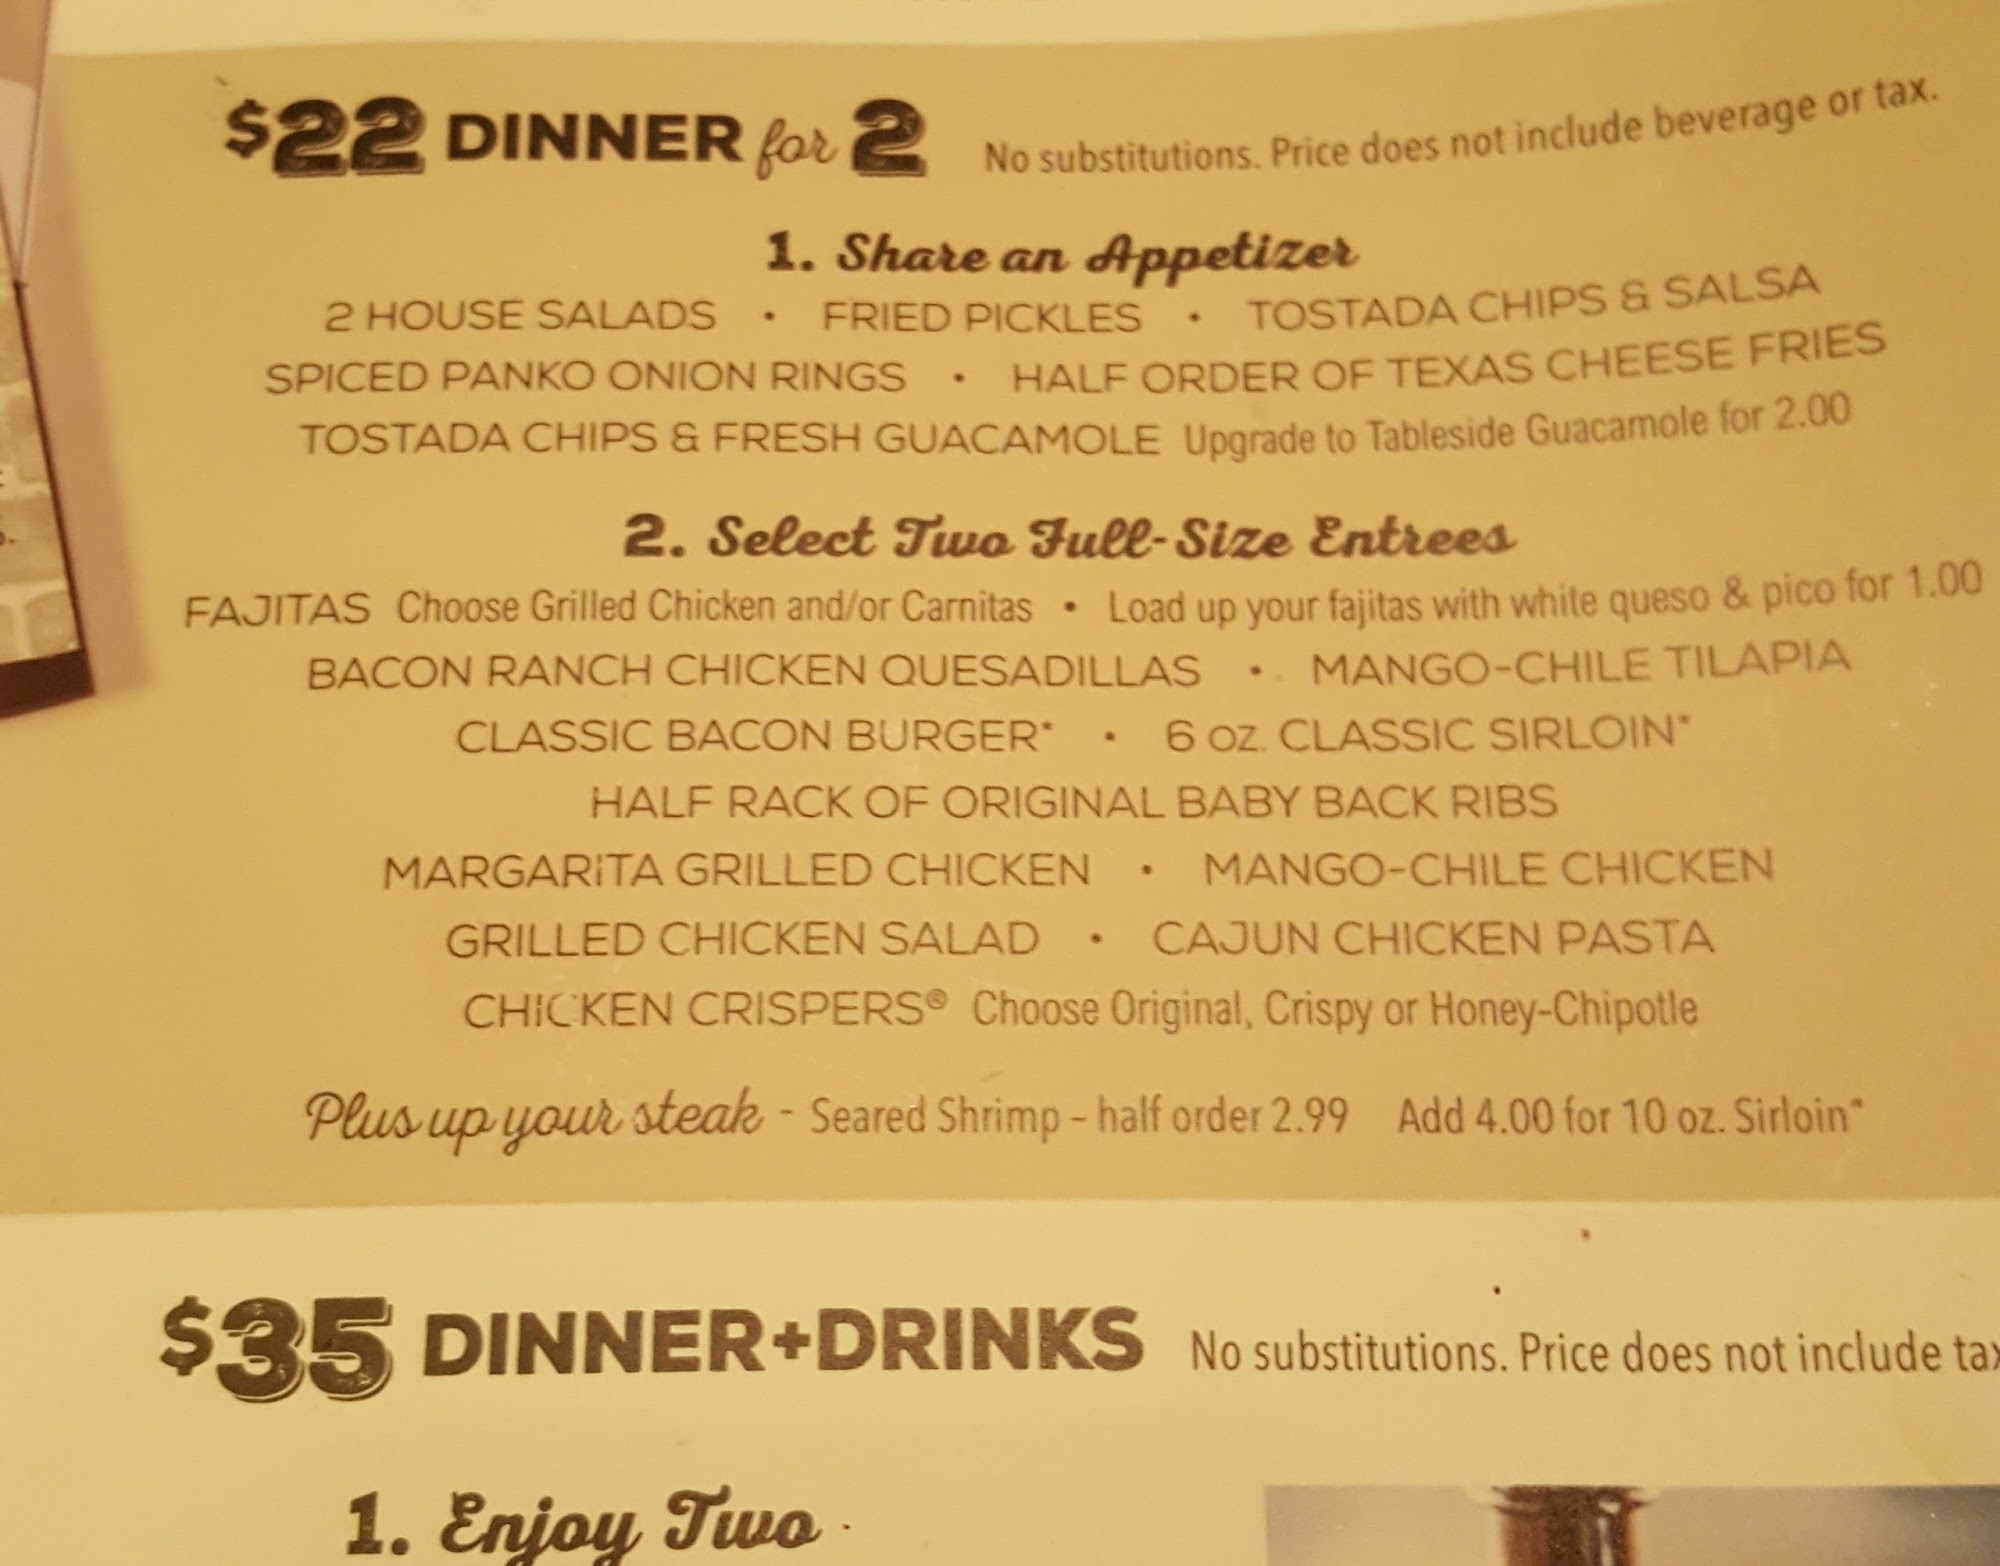 $22 DINNER for 2 No substitutions. Price does not include beverage or tax.
1. Share an Appetizer
2 HOUSE SALADS • FRIED PICKLES • TOSTADA CHIPS & SALSA
SPICED PANKO ONION RINGS • HALF ORDER OF TEXAS CHEESE FRIES
TOSTADA CHIPS & FRESH GUACAMOLE Upgrade to Tableside Guacamole for 2.00
2. Select Two Full-Size Entrees
FAJITAS Choose Grilled Chicken and/or Carnitas • Load up your fajitas with white queso & pico for 1.00
BACON RANCH CHICKEN QUESADILLAS • MANGO-CHILE TILAPIA
CLASSIC BACON BURGER* • 6 oz. CLASSIC SIRLOIN*
HALF RACK OF ORIGINAL BABY BACK RIBS
MARGARITA GRILLED CHICKEN • MANGO-CHILE CHICKEN
GRILLED CHICKEN SALAD • CAJUN CHICKEN PASTA
CHICKEN CRISPERS® Choose Original, Crispy or Honey-Chipotle
Plus up your steak - Seared Shrimp – half order 2.99 Add 4.00 for 10 oz. Sirloin*
$35 DINNER+DRINKS No substitutions. Price does not include tax
1. Enjoy Two